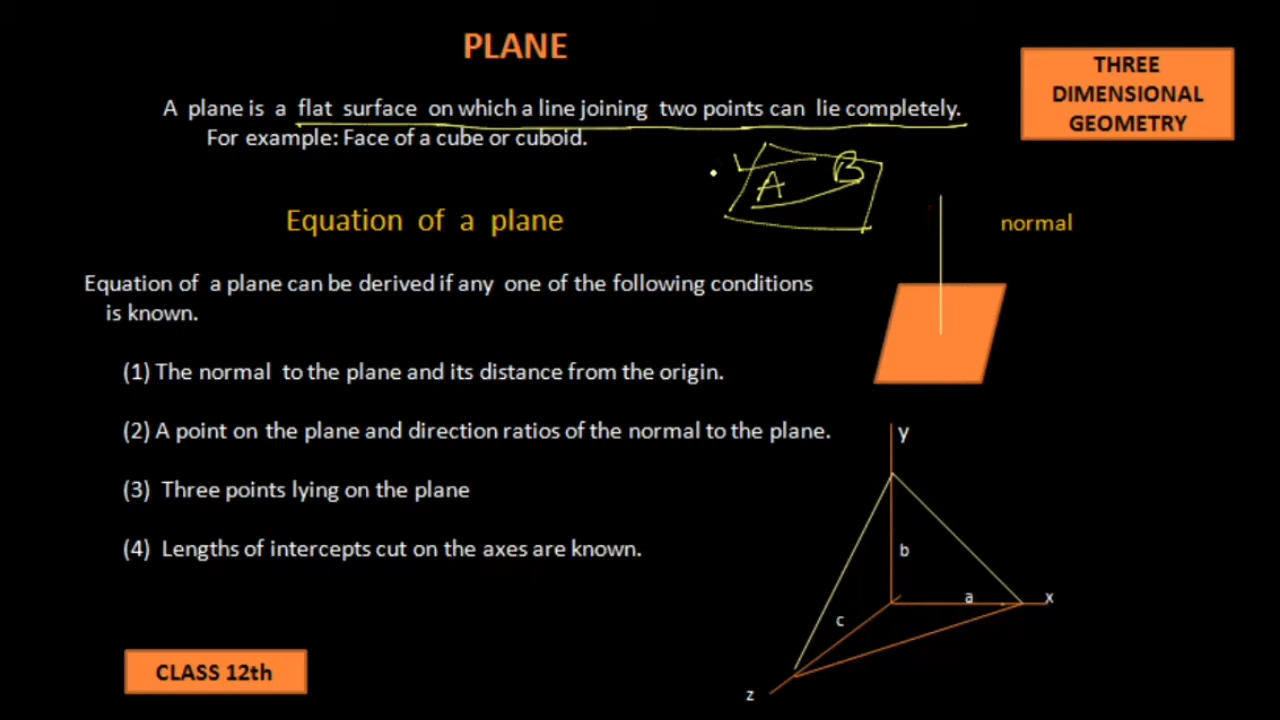 PLANE
THREE
DIMENSIONAL
GEOMETRY
A plane is a flat surface on which a line joining two points can lie completely.
For example: Face of a cube or cuboid.
A B
Equation of a plane
normal
Equation of a plane can be derived if any one of the following conditions
is known.
(1) The normal to the plane and its distance from the origin.
(2) A point on the plane and direction ratios of the normal to the plane.
(3) Three points lying on the plane
(4) Lengths of intercepts cut on the axes are known.
y
b
a x
c
z
CLASS 12th